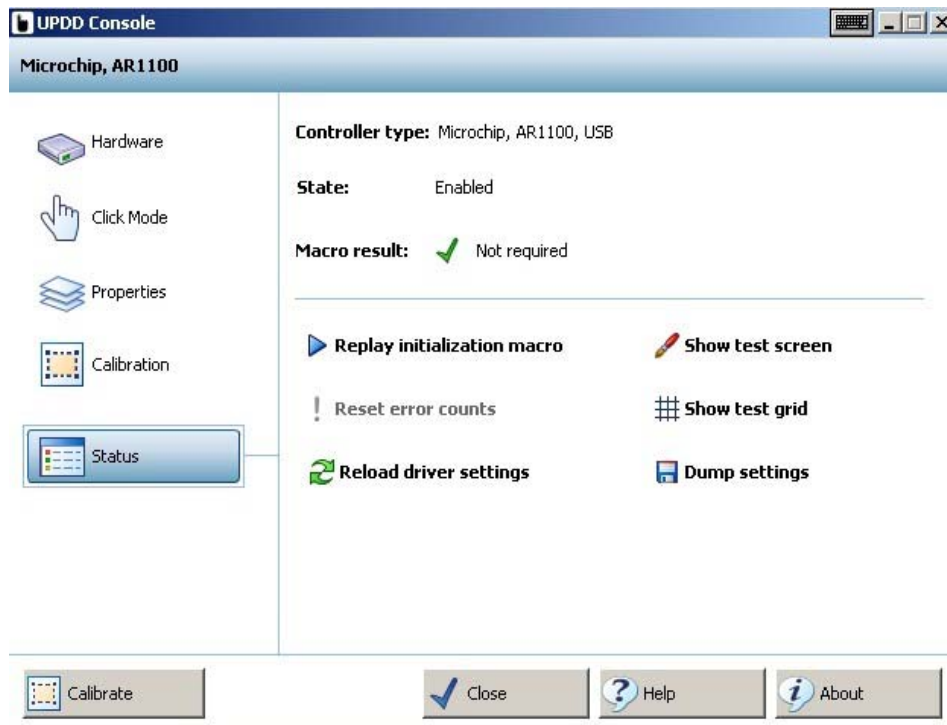 UPDD Console
Microchip, AR1100
Hardware
Click Mode
Properties
Calibration
Status
Controller type: Microchip, AR1100, USB
State: Enabled
Macro result: Not required
Replay initialization macro
Show test screen
Reset error counts
Show test grid
Reload driver settings
Dump settings
Calibrate
Close
Help
About